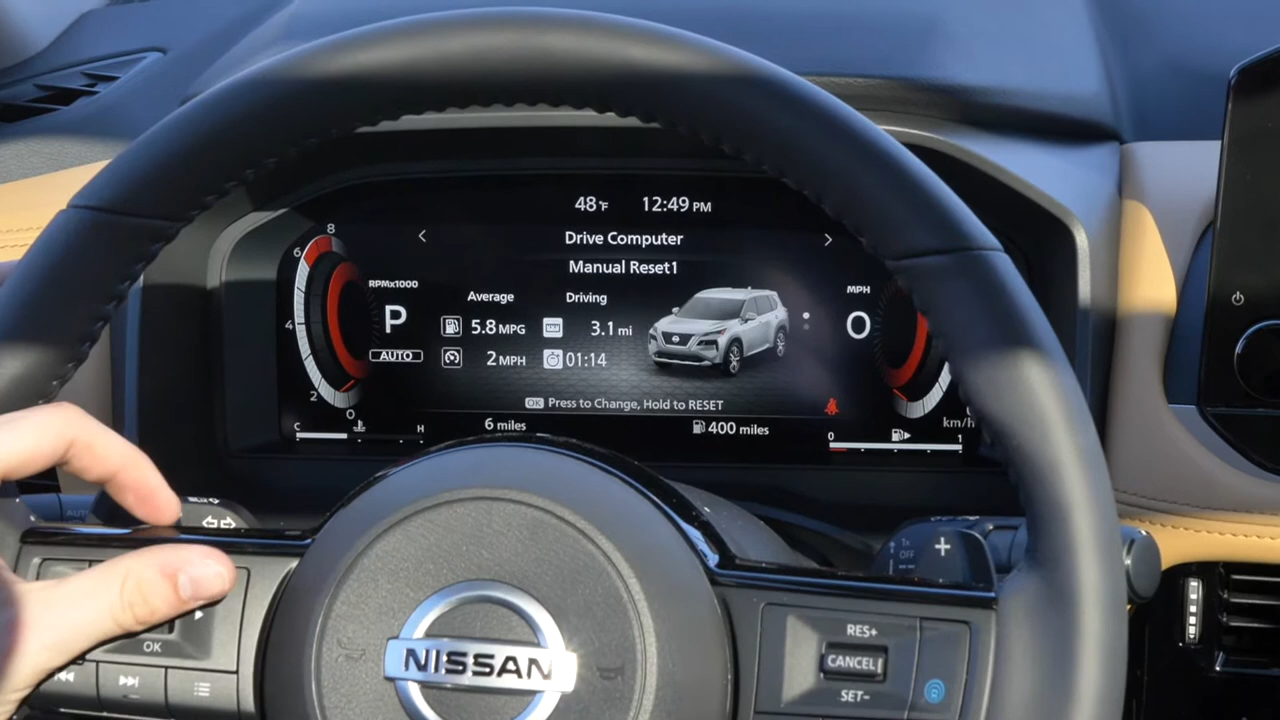 48°F 12:49 PM
< Drive Computer >
Manual Reset1
Average Driving
5.8 MPG 3.1 mi
2 MPH 01:14
OK Press to Change, Hold to RESET
6 miles 400 miles
8
6
4
2
0
RPMx1000
P
AUTO
C H
MPH
0
km/h
0 1
AUTO
OK
NISSAN
1x
OFF
+
RES+
CANCEL
SET-